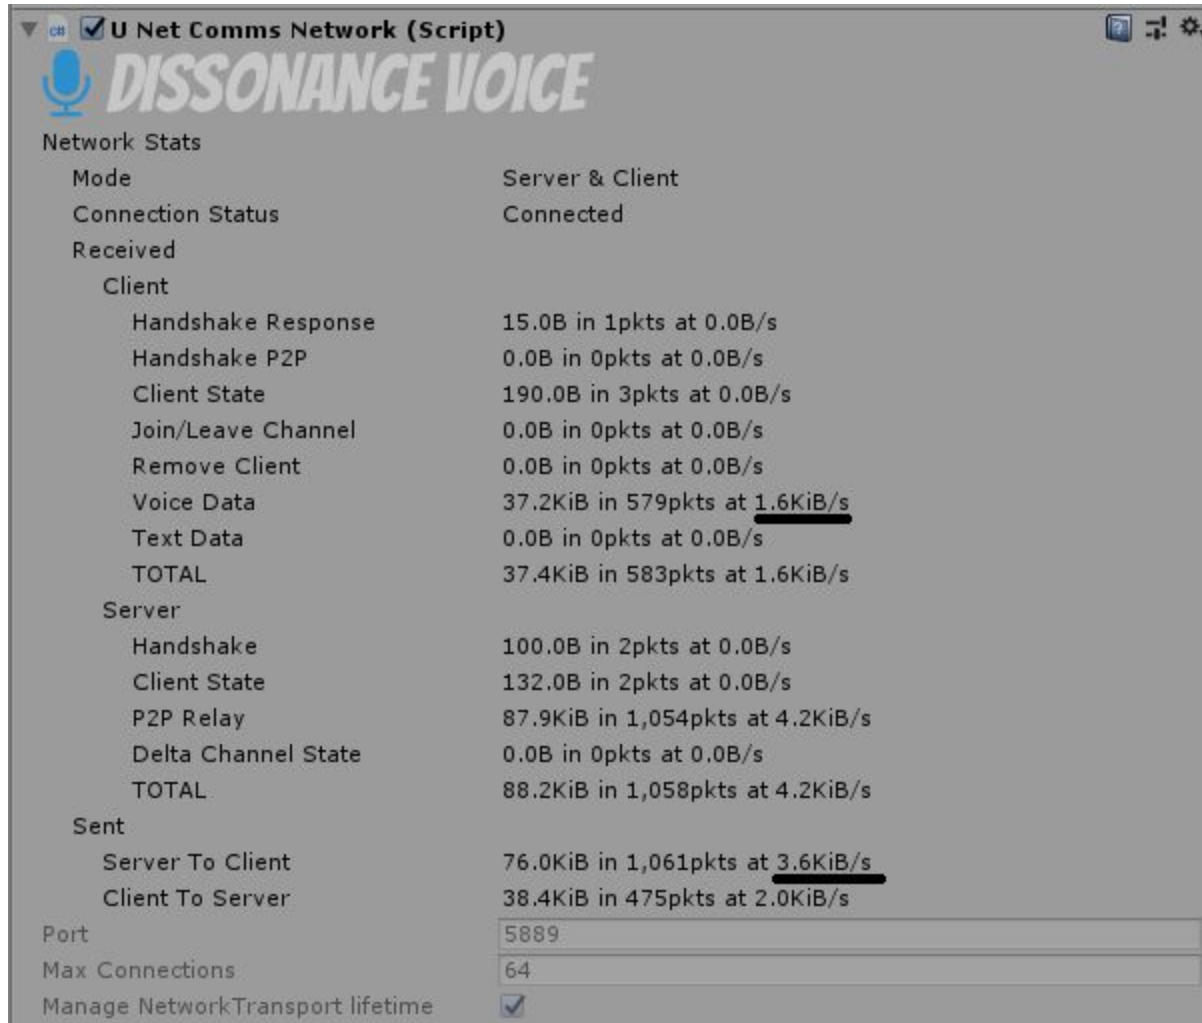 U Net Comms Network (Script)
DISSONANCE VOICE
Network Stats
Mode Server & Client
Connection Status Connected
Received
Client
Handshake Response 15.0B in 1pkts at 0.0B/s
Handshake P2P 0.0B in 0pkts at 0.0B/s
Client State 190.0B in 3pkts at 0.0B/s
Join/Leave Channel 0.0B in 0pkts at 0.0B/s
Remove Client 0.0B in 0pkts at 0.0B/s
Voice Data 37.2KiB in 579pkts at 1.6KiB/s
Text Data 0.0B in 0pkts at 0.0B/s
TOTAL 37.4KiB in 583pkts at 1.6KiB/s
Server
Handshake 100.0B in 2pkts at 0.0B/s
Client State 132.0B in 2pkts at 0.0B/s
P2P Relay 87.9KiB in 1,054pkts at 4.2KiB/s
Delta Channel State 0.0B in 0pkts at 0.0B/s
TOTAL 88.2KiB in 1,058pkts at 4.2KiB/s
Sent
Server To Client 76.0KiB in 1,061pkts at 3.6KiB/s
Client To Server 38.4KiB in 475pkts at 2.0KiB/s
Port 5889
Max Connections 64
Manage NetworkTransport lifetime